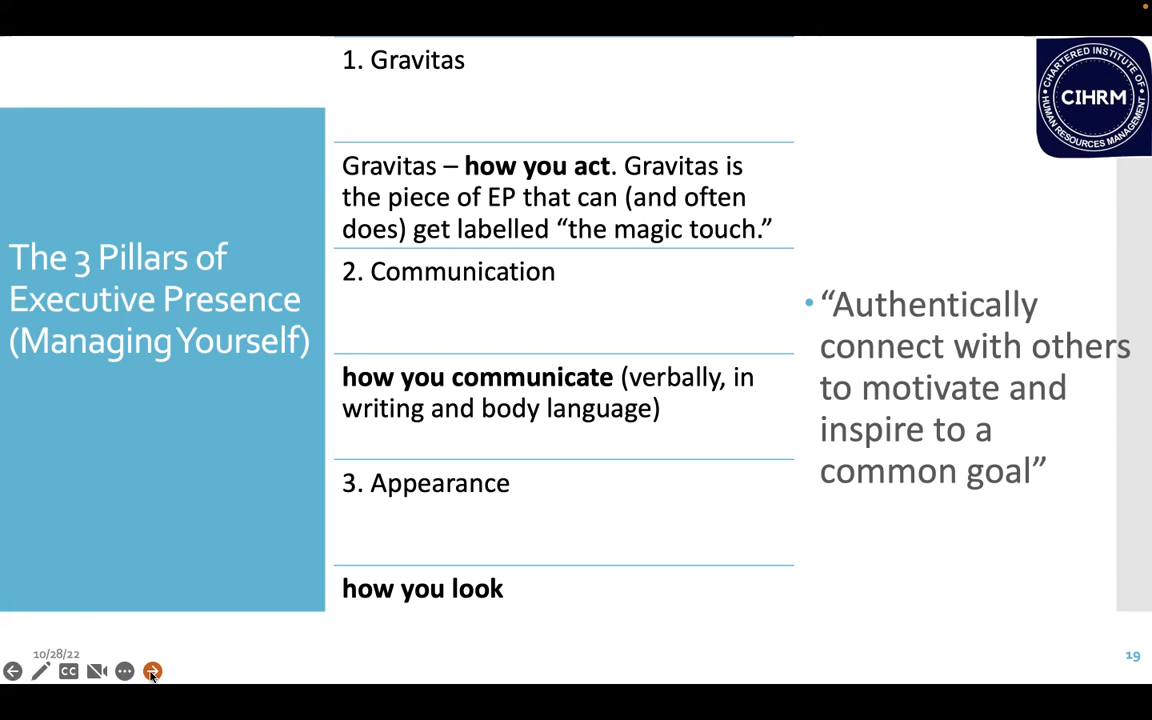 1. Gravitas
Gravitas – how you act. Gravitas is
the piece of EP that can (and often
does) get labelled “the magic touch.”
2. Communication
how you communicate (verbally, in
writing and body language)
3. Appearance
how you look
The 3 Pillars of
Executive Presence
(Managing Yourself)
• “Authentically
connect with others
to motivate and
inspire to a
common goal”
CHARTERED INSTITUTE OF
CIHRM
HUMAN RESOURCES MANAGEMENT
10/28/22
CC
19